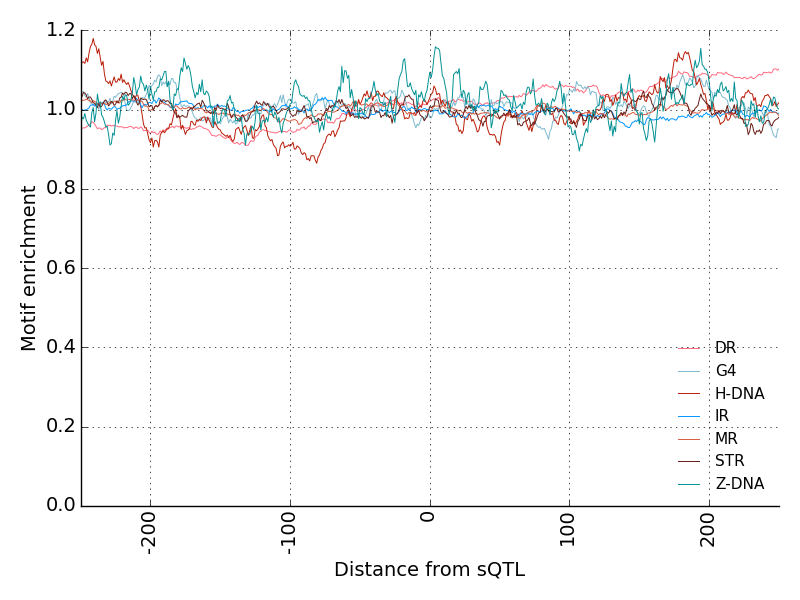 1.2
1.0
0.8
0.6
0.4
0.2
0.0
Motif enrichment
DR
G4
H-DNA
IR
MR
STR
Z-DNA
-200
-100
0
100
200
Distance from sQTL